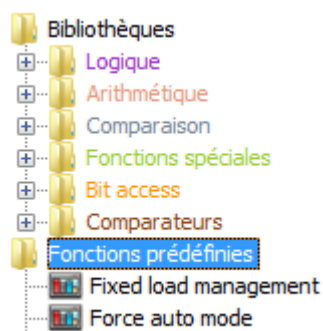 Bibliothèques
Logique
Arithmétique
Comparaison
Fonctions spéciales
Bit access
Comparateurs
Fonctions prédéfinies
Fixed load management
Force auto mode